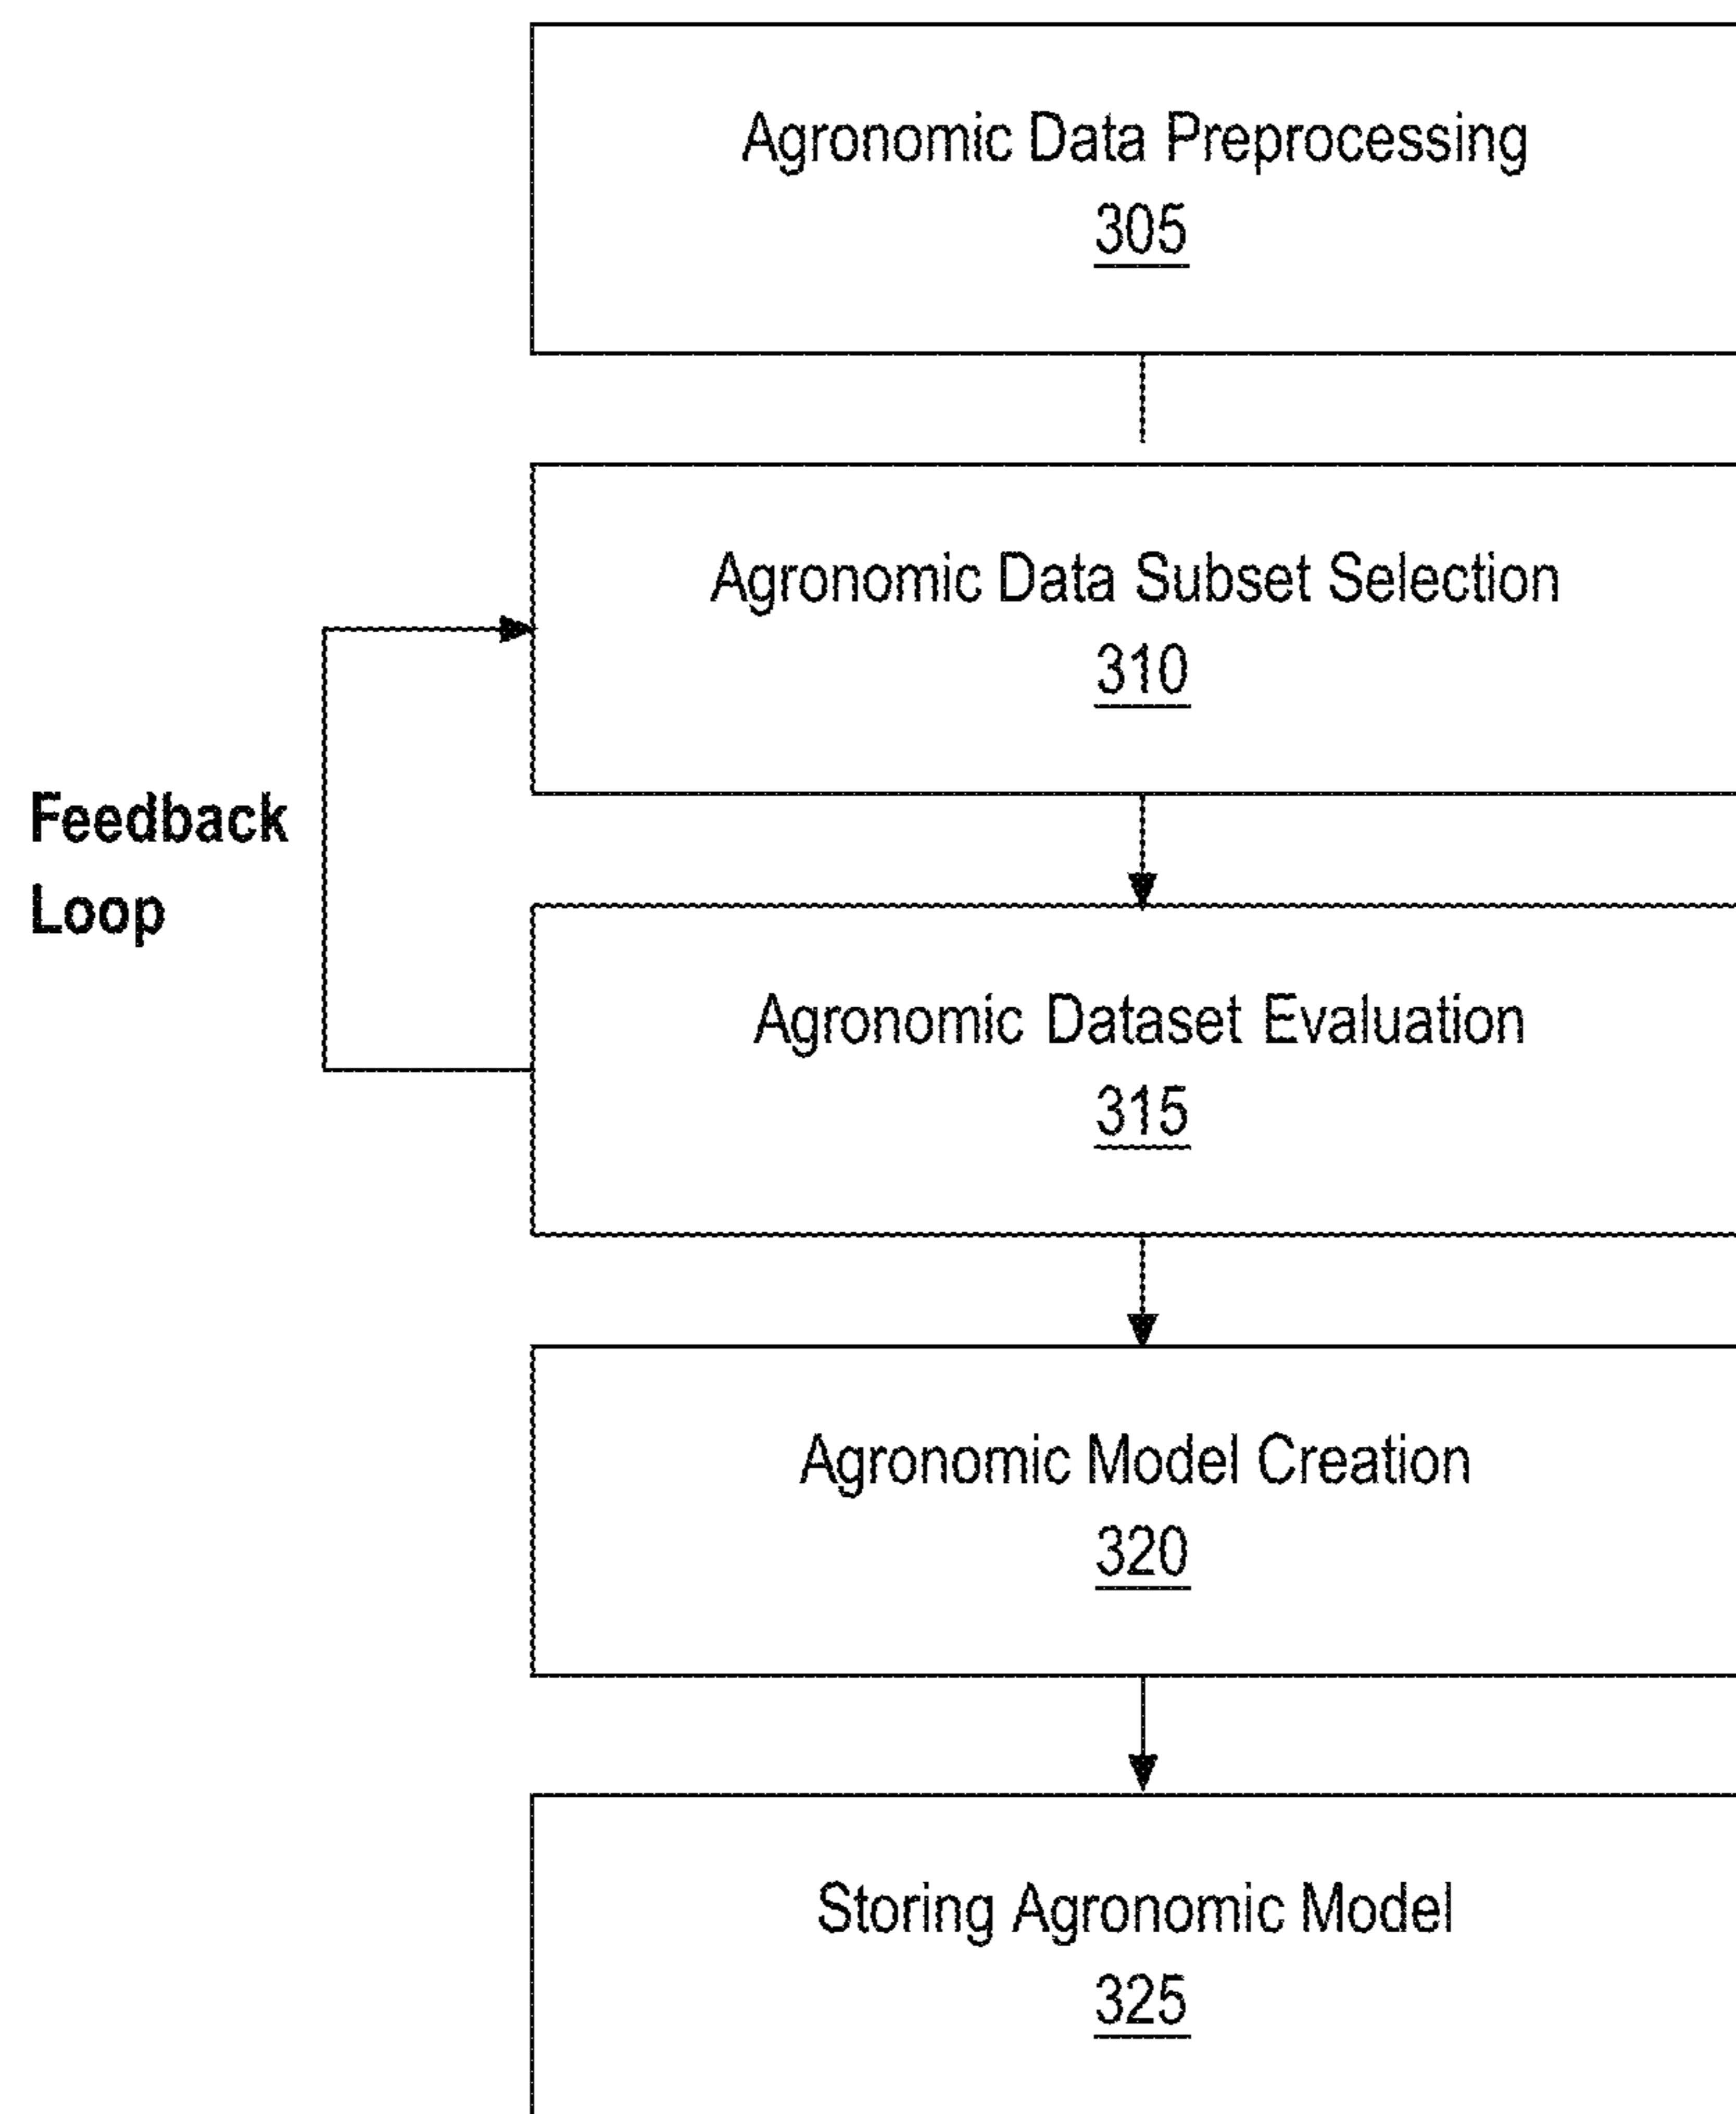 Agronomic Data Preprocessing
305
Agronomic Data Subset Selection
310
Feedback
Loop
Agronomic Dataset Evaluation
315
Agronomic Model Creation
320
Storing Agronomic Model
325